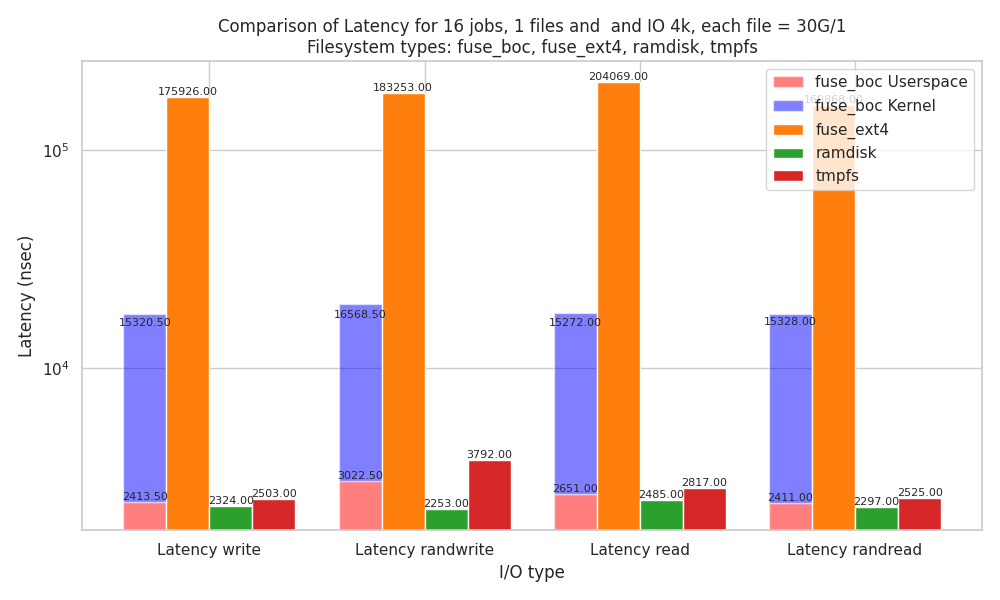 Comparison of Latency for 16 jobs, 1 files and  and IO 4k, each file = 30G/1
Filesystem types: fuse_boc, fuse_ext4, ramdisk, tmpfs
fuse_boc Userspace
fuse_boc Kernel
fuse_ext4
ramdisk
tmpfs
Latency (nsec)
10^5
10^4
175926.00
183253.00
204069.00
15320.50
16568.50
15272.00
15328.00
2413.50
2324.00
2503.00
3022.50
2253.00
3792.00
2651.00
2485.00
2817.00
2411.00
2297.00
2525.00
Latency write
Latency randwrite
Latency read
Latency randread
I/O type